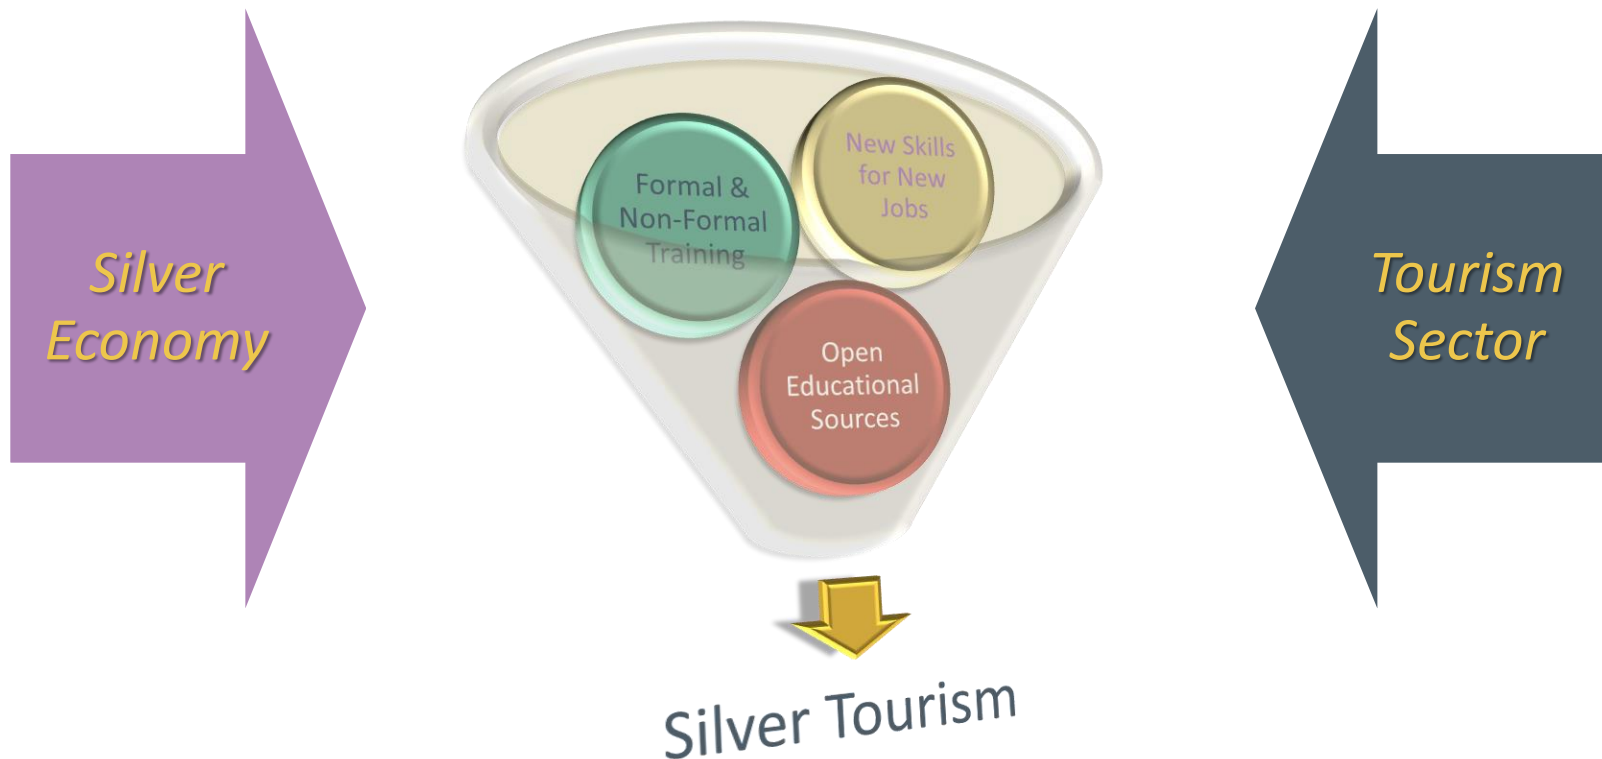 Silver
Economy
Formal &
Non-Formal
Training
New Skills
for New
Jobs
Open
Educational
Sources
Tourism
Sector
Silver Tourism